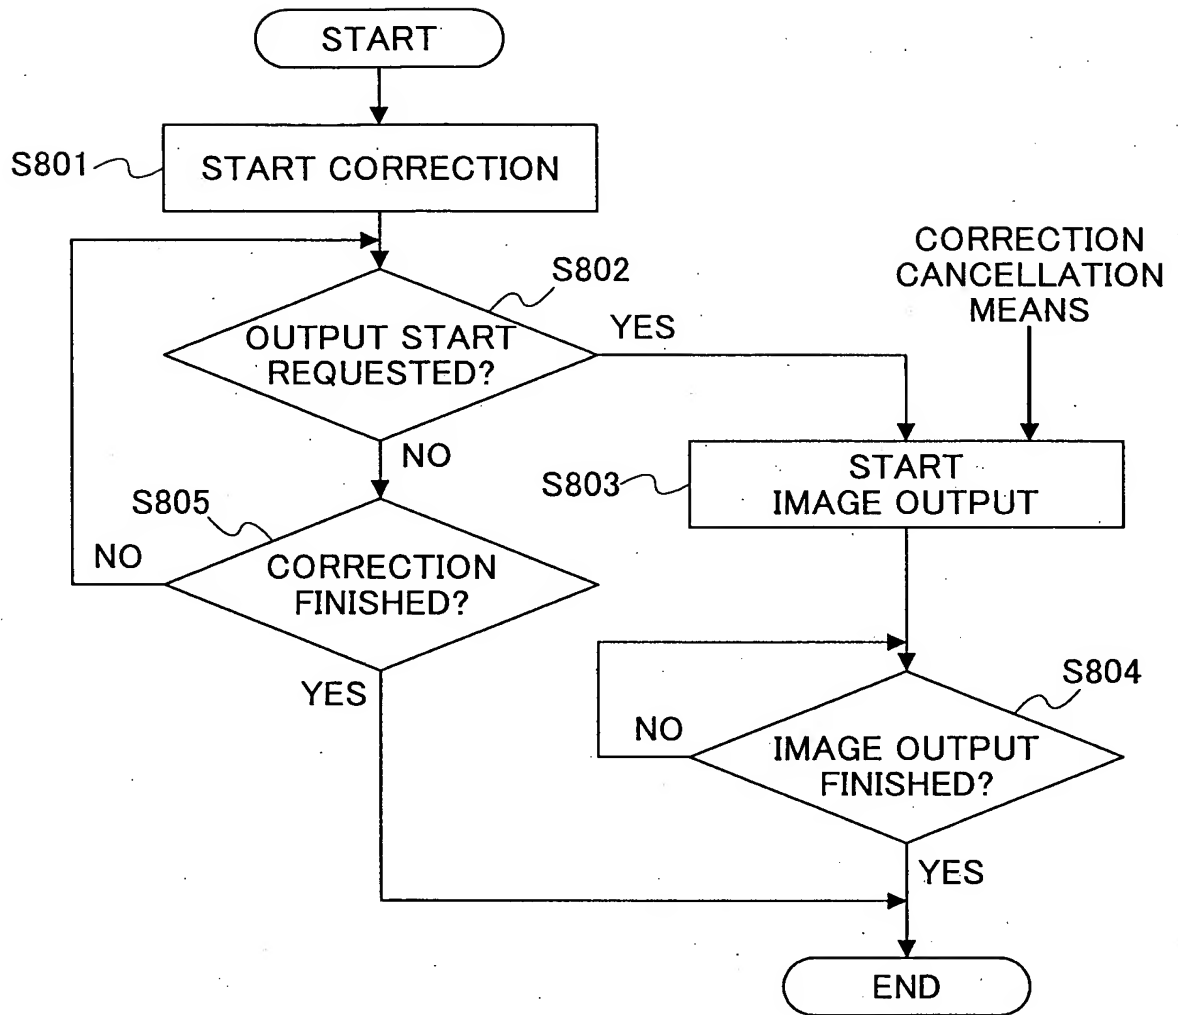 START
S801
START CORRECTION
CORRECTION
CANCELLATION
MEANS
S802
OUTPUT START
REQUESTED?
YES
NO
S803
START
IMAGE OUTPUT
S805
NO
CORRECTION
FINISHED?
YES
S804
NO
IMAGE OUTPUT
FINISHED?
YES
END